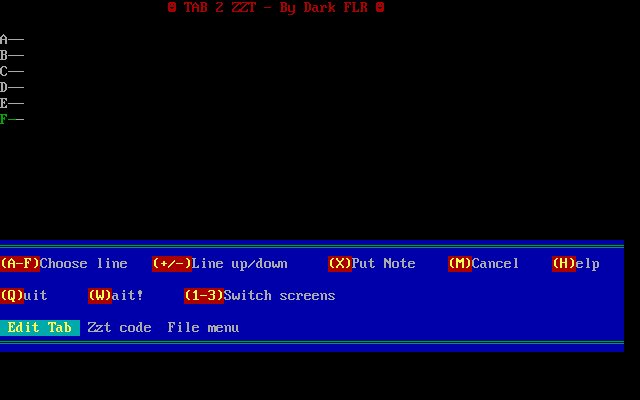 ◘ TAB 2 ZZT - By Dark FLR ◘
A──
B──
C──
D──
E──
F──
(A-F)Choose line (+/-)Line up/down (X)Put Note (M)Cancel (H)elp
(Q)uit (W)ait! (1-3)Switch screens
Edit Tab Zzt code File menu